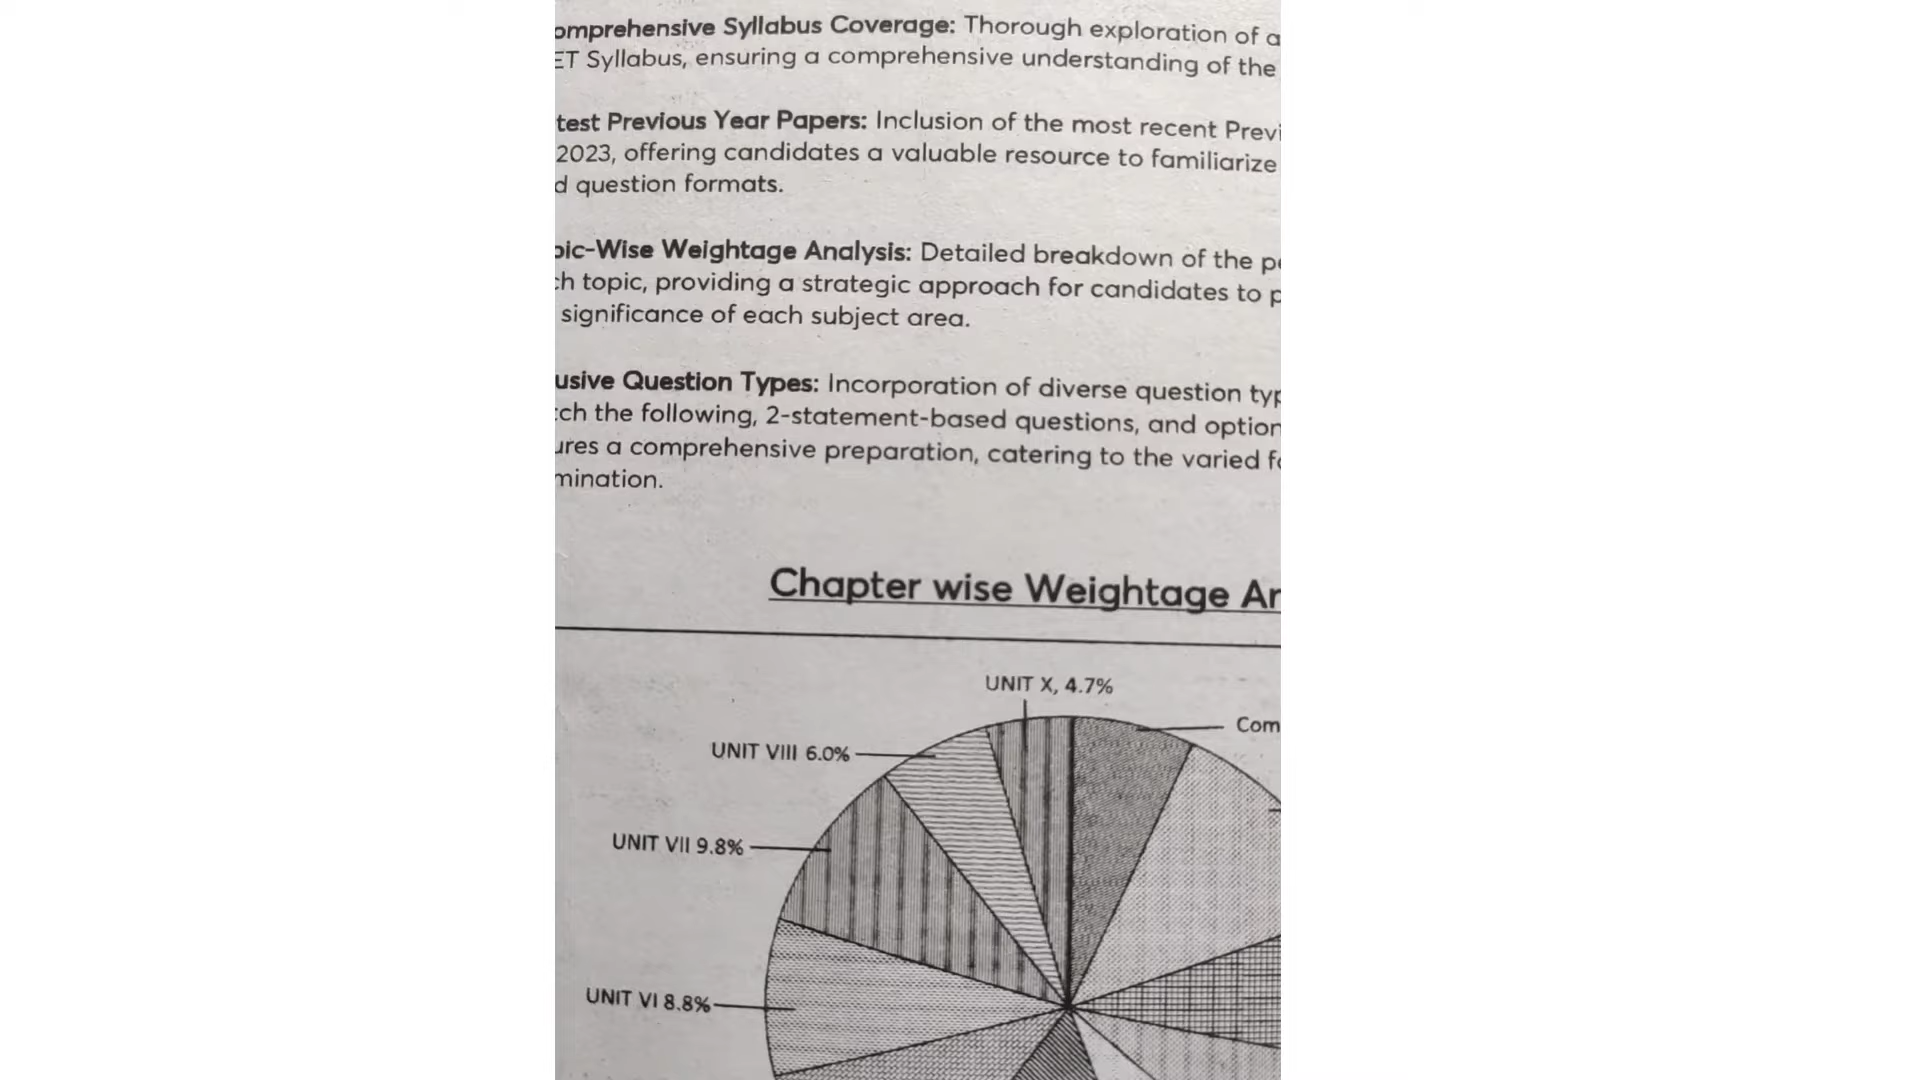 omprehensive Syllabus Coverage: Thorough exploration of a
ET Syllabus, ensuring a comprehensive understanding of the
test Previous Year Papers: Inclusion of the most recent Previ
2023, offering candidates a valuable resource to familiarize
d question formats.
pic-Wise Weightage Analysis: Detailed breakdown of the pe
ch topic, providing a strategic approach for candidates to p
significance of each subject area.
usive Question Types: Incorporation of diverse question typ
ch the following, 2-statement-based questions, and option
ures a comprehensive preparation, catering to the varied fo
mination.
Chapter wise Weightage An
UNIT X, 4.7%
Com
UNIT VIII 6.0%
UNIT VII 9.8%
UNIT VI 8.8%